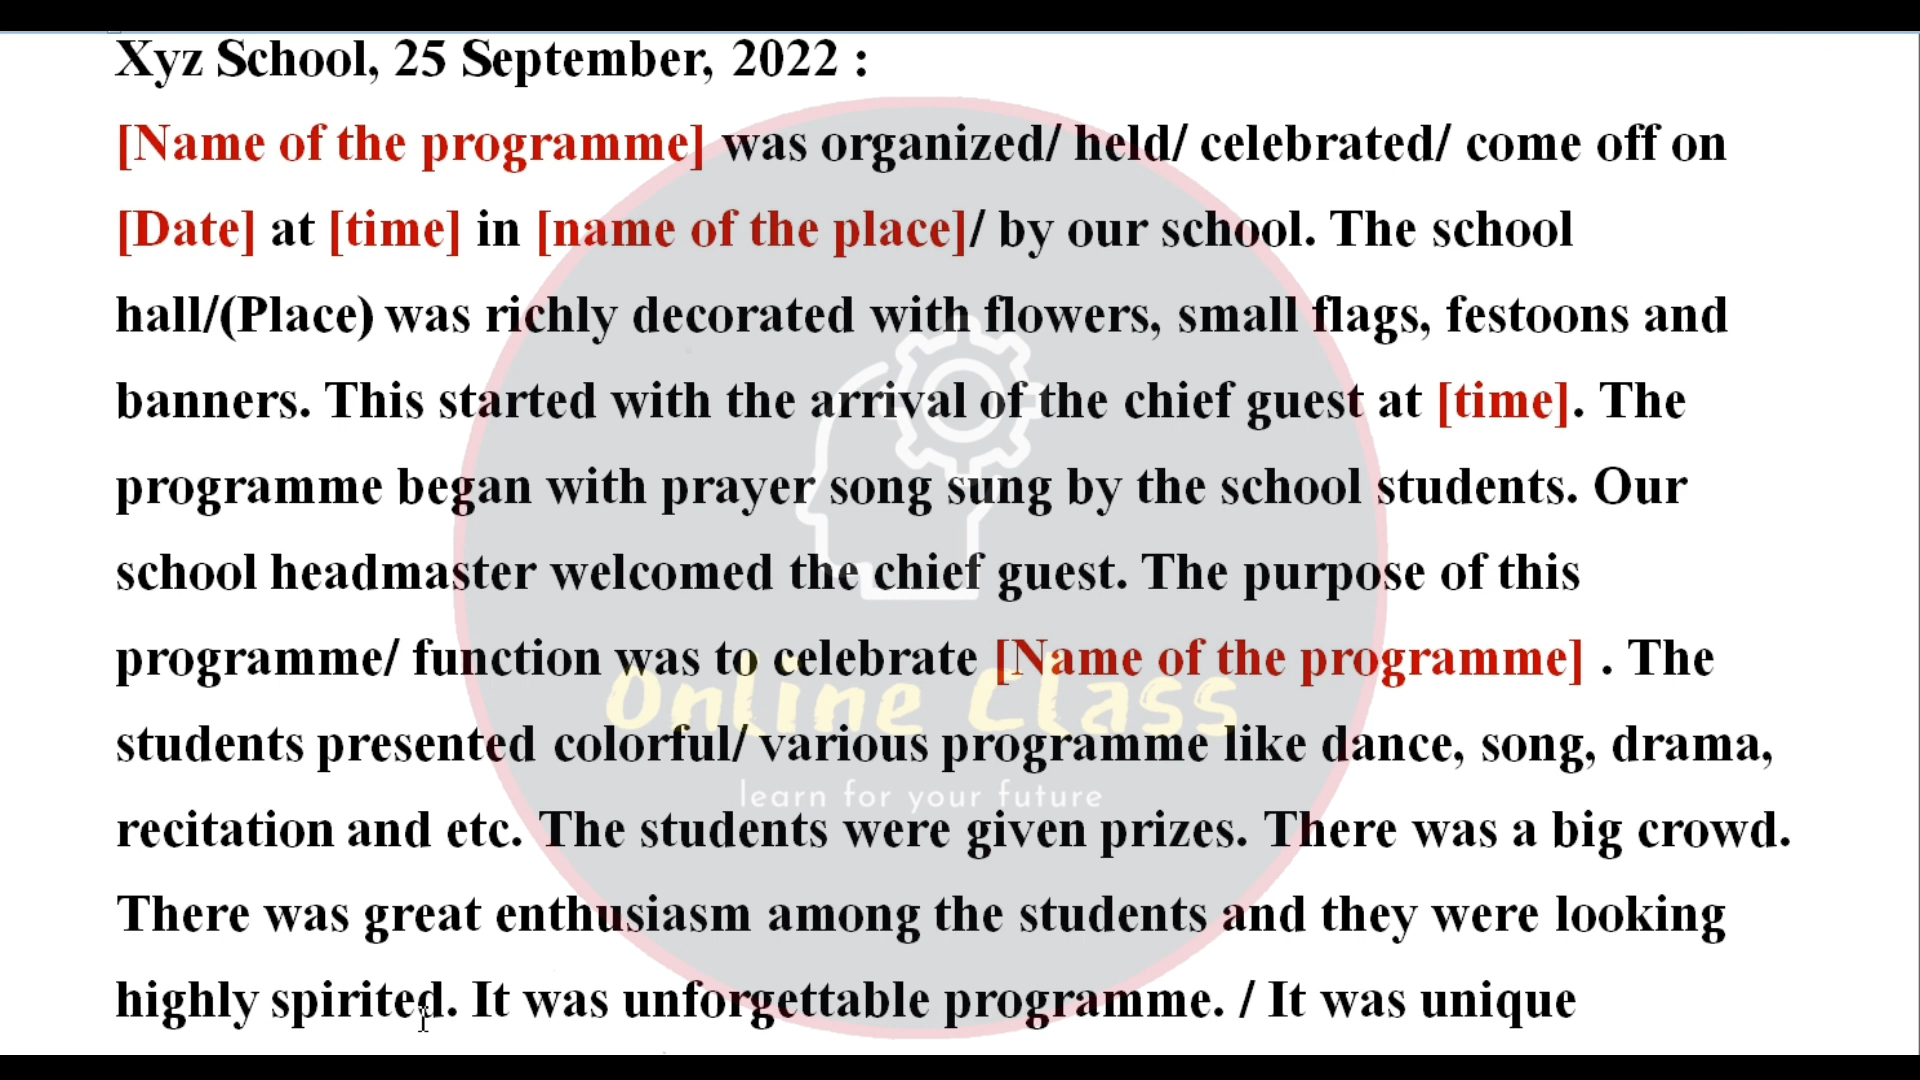 Xyz School, 25 September, 2022 :
[Name of the programme] was organized/ held/ celebrated/ come off on
[Date] at [time] in [name of the place]/ by our school. The school
hall/(Place) was richly decorated with flowers, small flags, festoons and
banners. This started with the arrival of the chief guest at [time]. The
programme began with prayer song sung by the school students. Our
school headmaster welcomed the chief guest. The purpose of this
programme/ function was to celebrate [Name of the programme] . The
Online Class
students presented colorful/ various programme like dance, song, drama,
learn for your future
recitation and etc. The students were given prizes. There was a big crowd.
There was great enthusiasm among the students and they were looking
highly spirited. It was unforgettable programme. / It was unique